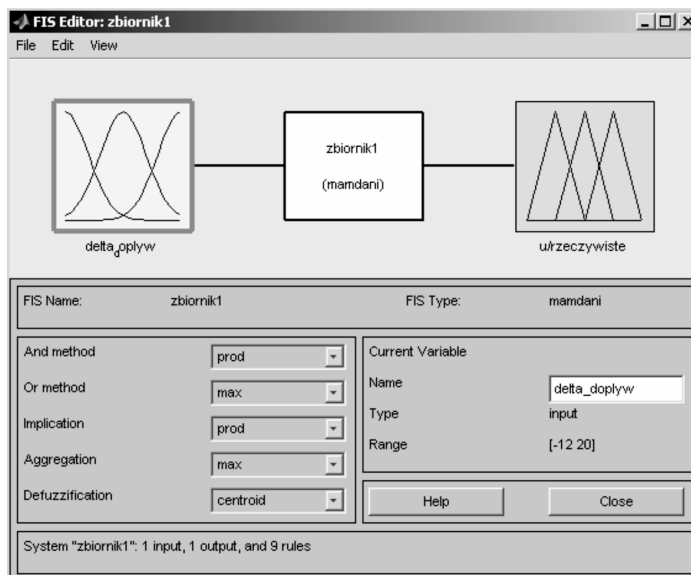 FIS Editor: zbiornik1
File Edit View
zbiornik1
(mamdani)
delta_doplyw
u/rzeczywiste
FIS Name: zbiornik1 FIS Type: mamdani
And method prod
Or method max
Implication prod
Aggregation max
Defuzzification centroid
Current Variable
Name delta_doplyw
Type input
Range [-12 20]
Help Close
System "zbiornik1": 1 input, 1 output, and 9 rules